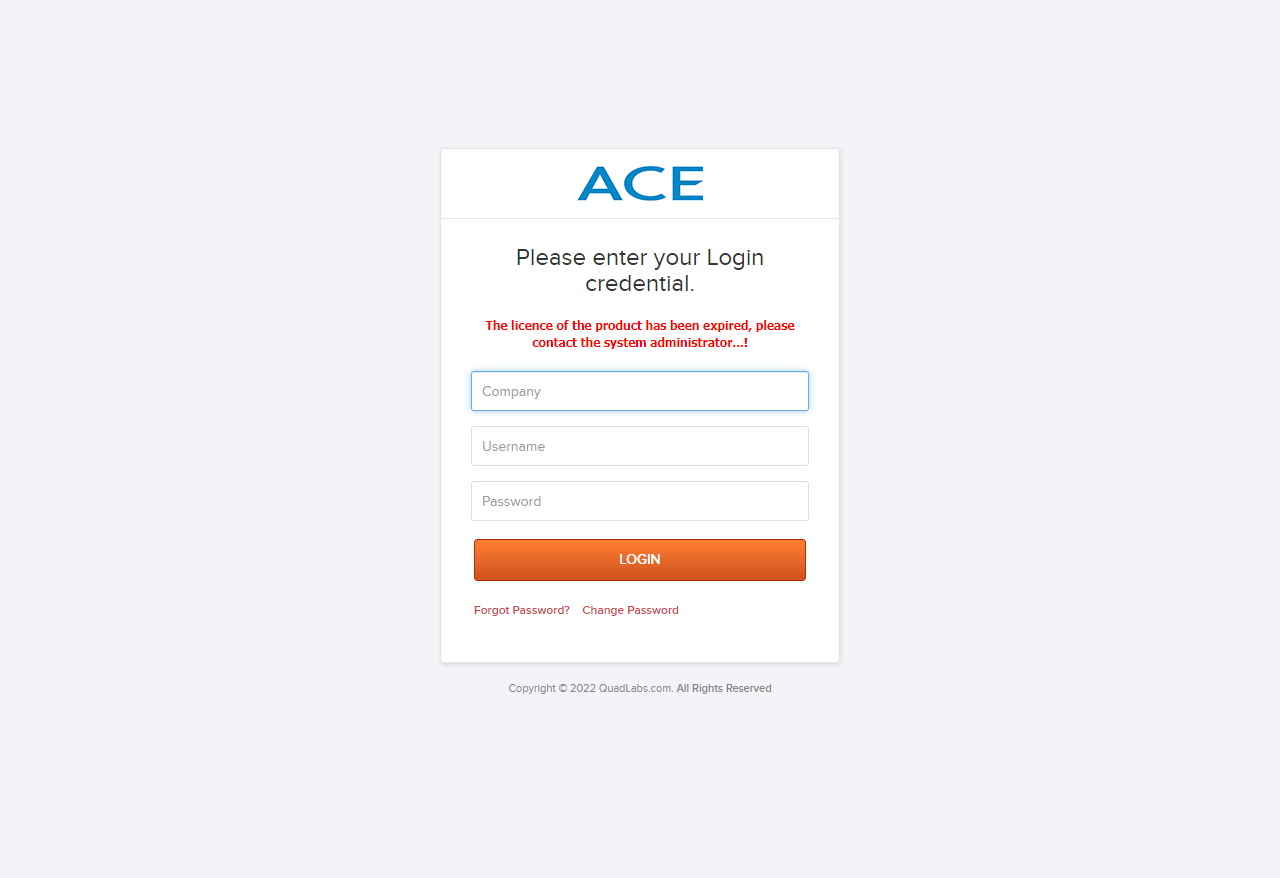 ACE
Please enter your Login
credential.
The licence of the product has been expired, please
contact the system administrator...!
Company
Username
Password
LOGIN
Forgot Password? Change Password
Copyright © 2022 QuadLabs.com. All Rights Reserved